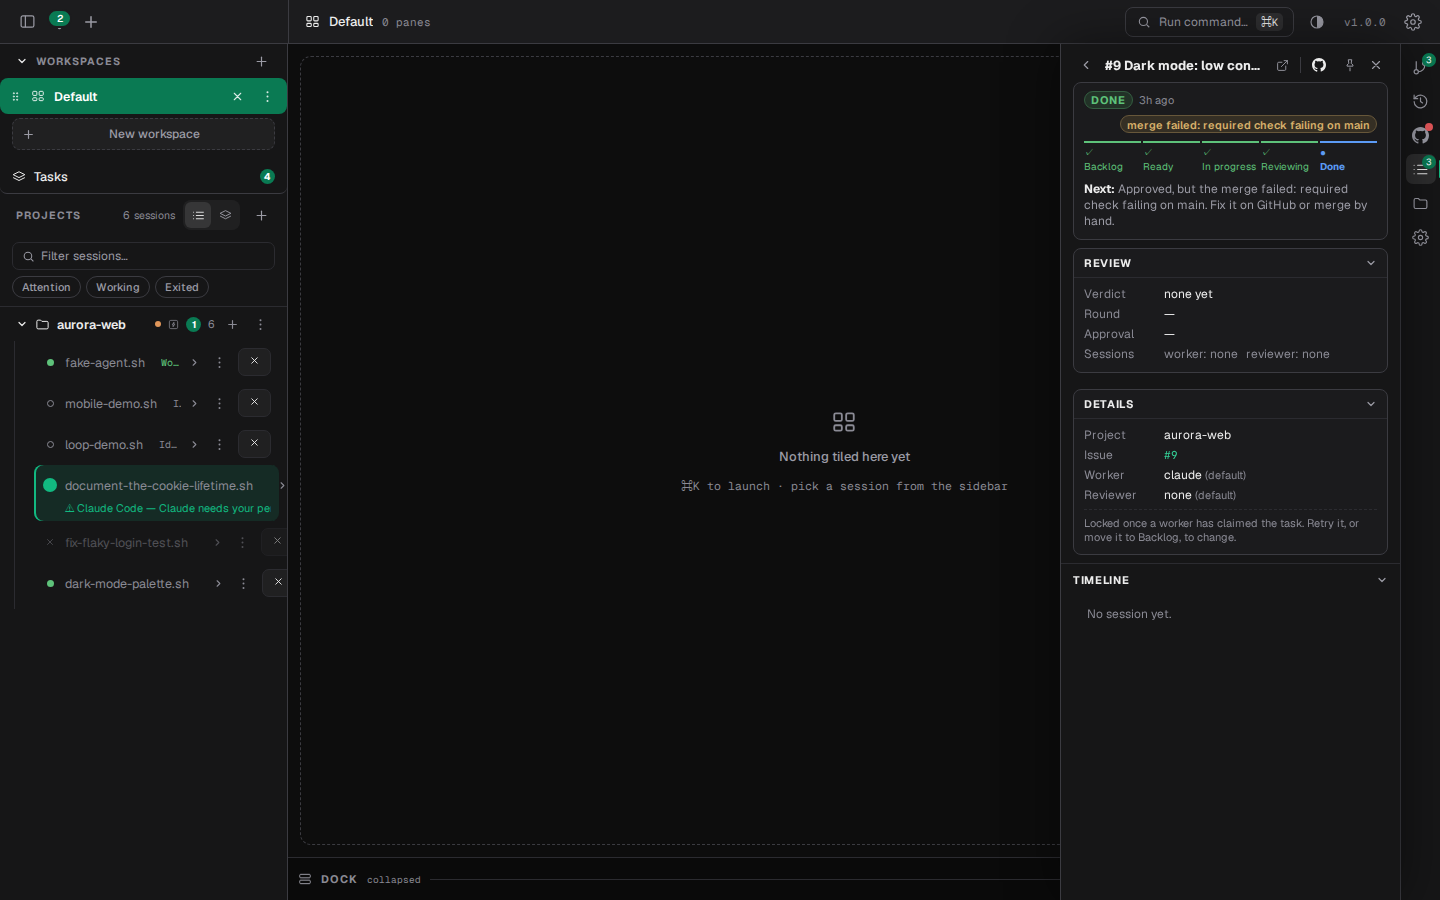 2
Default 0 panes
Run command... ⌘K
v1.0.0
WORKSPACES
Default
New workspace
Tasks 4
PROJECTS 6 sessions
Filter sessions...
Attention Working Exited
aurora-web 1 6
fake-agent.sh Wo...
mobile-demo.sh I.
loop-demo.sh Id...
document-the-cookie-lifetime.sh
⚠ Claude Code — Claude needs your pe
fix-flaky-login-test.sh
dark-mode-palette.sh
Nothing tiled here yet
⌘K to launch · pick a session from the sidebar
DOCK collapsed
#9 Dark mode: low con...
DONE 3h ago
merge failed: required check failing on main
✓ ✓ ✓ ✓
Backlog Ready In progress Reviewing Done
Next: Approved, but the merge failed: required
check failing on main. Fix it on GitHub or merge by
hand.
REVIEW
Verdict none yet
Round —
Approval —
Sessions worker: none reviewer: none
DETAILS
Project aurora-web
Issue #9
Worker claude (default)
Reviewer none (default)
Locked once a worker has claimed the task. Retry it, or
move it to Backlog, to change.
TIMELINE
No session yet.
3
3